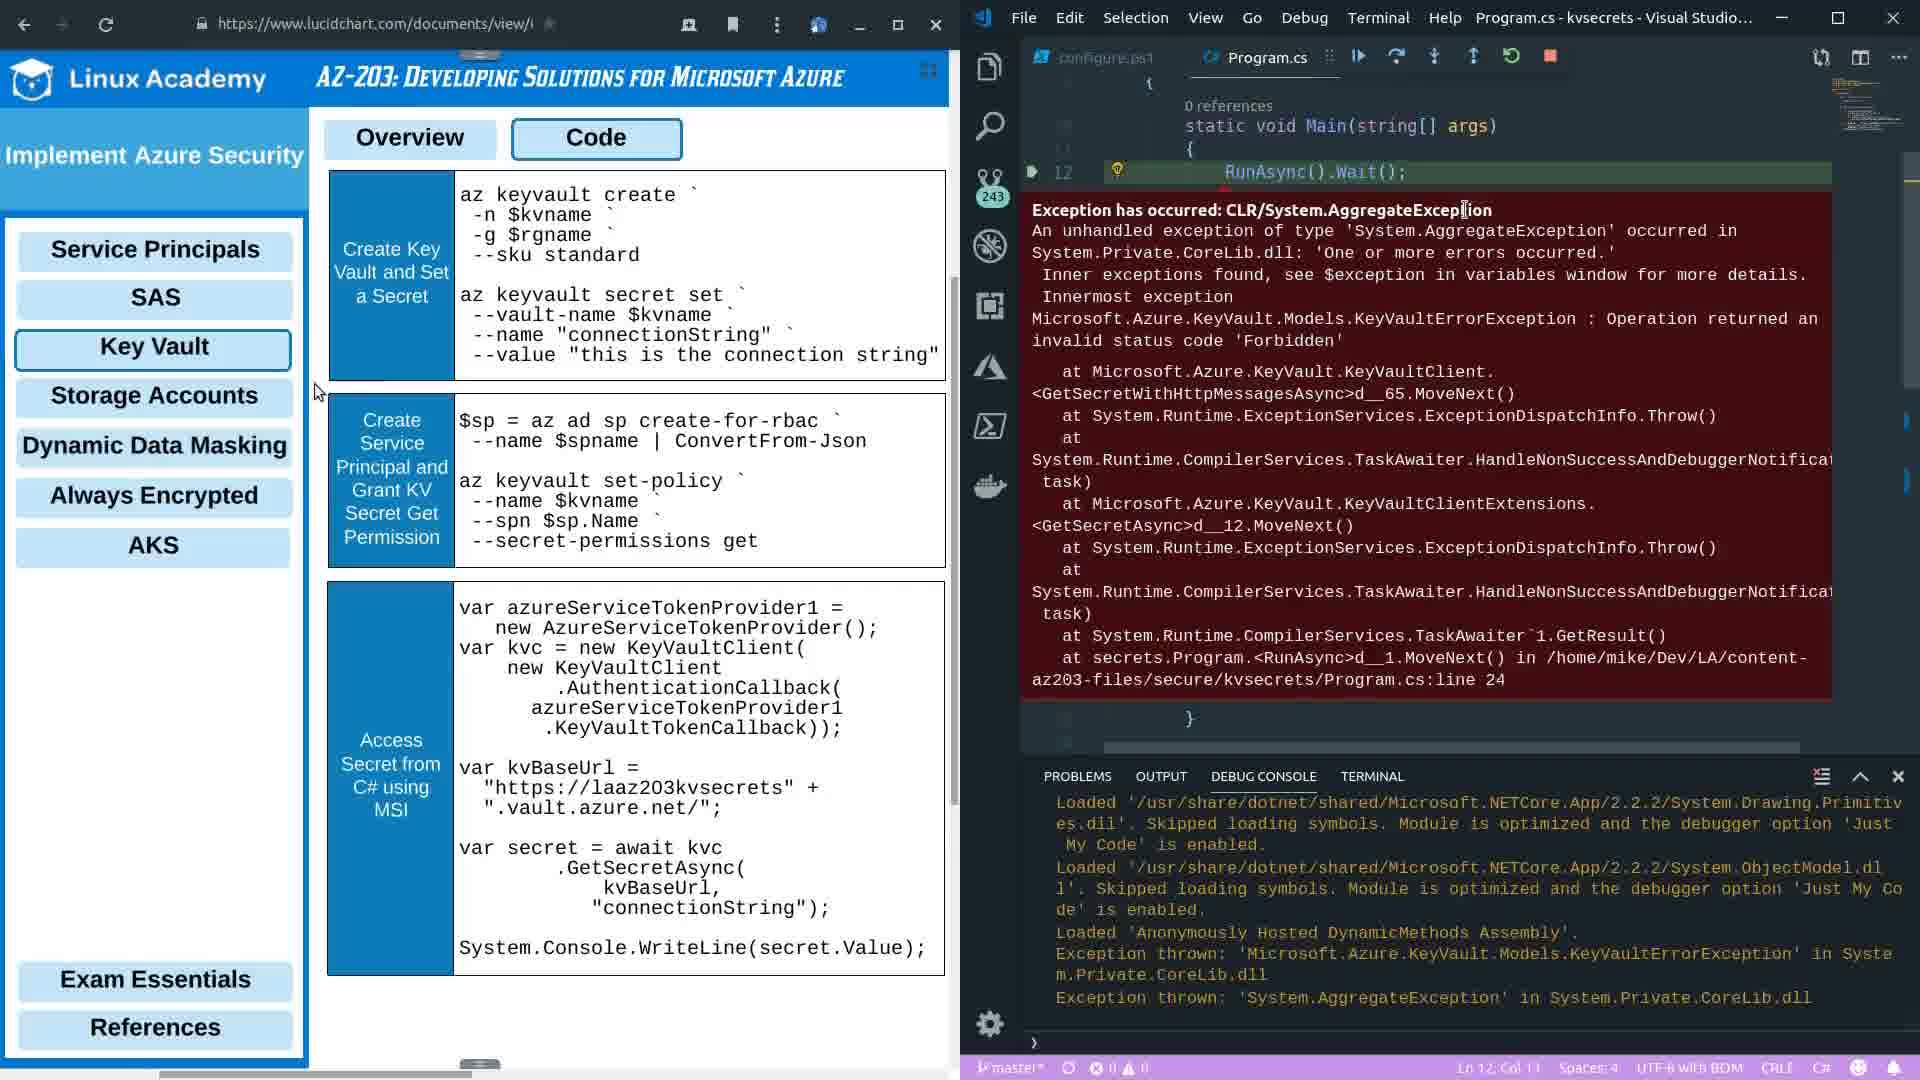 https://www.lucidchart.com/documents/view/
Linux Academy
AZ-203: Developing Solutions for Microsoft Azure
Implement Azure Security
Overview
Code
Service Principals
SAS
Key Vault
Storage Accounts
Dynamic Data Masking
Always Encrypted
AKS
Exam Essentials
References
Create Key
Vault and Set
a Secret
az keyvault create `
-n $kvname `
-g $rgname `
--sku standard
az keyvault secret set `
--vault-name $kvname `
--name "connectionString" `
--value "this is the connection string"
Create
Service
Principal and
Grant KV
Secret Get
Permission
$sp = az ad sp create-for-rbac `
--name $spname | ConvertFrom-Json
az keyvault set-policy `
--name $kvname `
--spn $sp.Name `
--secret-permissions get
Access
Secret from
C# using
MSI
var azureServiceTokenProvider1 =
new AzureServiceTokenProvider();
var kvc = new KeyVaultClient(
new KeyVaultClient
.AuthenticationCallback(
azureServiceTokenProvider1
.KeyVaultTokenCallback));
var kvBaseUrl =
"https://laaz203kvsecrets" +
".vault.azure.net/";
var secret = await kvc
.GetSecretAsync(
kvBaseUrl,
"connectionString");
System.Console.WriteLine(secret.Value);
File Edit Selection View Go Debug Terminal Help Program.cs - kvsecrets - Visual Studio...
configure.ps1
Program.cs
243
{
0 references
static void Main(string[] args)
11
{
12
RunAsync().Wait();
Exception has occurred: CLR/System.AggregateException
An unhandled exception of type 'System.AggregateException' occurred in
System.Private.CoreLib.dll: 'One or more errors occurred.'
Inner exceptions found, see $exception in variables window for more details.
Innermost exception
Microsoft.Azure.KeyVault.Models.KeyVaultErrorException : Operation returned an
invalid status code 'Forbidden'
at Microsoft.Azure.KeyVault.KeyVaultClient.
<GetSecretWithHttpMessagesAsync>d__65.MoveNext()
at System.Runtime.ExceptionServices.ExceptionDispatchInfo.Throw()
at
System.Runtime.CompilerServices.TaskAwaiter.HandleNonSuccessAndDebuggerNotificat
task)
at Microsoft.Azure.KeyVault.KeyVaultClientExtensions.
<GetSecretAsync>d__12.MoveNext()
at System.Runtime.ExceptionServices.ExceptionDispatchInfo.Throw()
at
System.Runtime.CompilerServices.TaskAwaiter.HandleNonSuccessAndDebuggerNotificat
task)
at System.Runtime.CompilerServices.TaskAwaiter`1.GetResult()
at secrets.Program.<RunAsync>d__1.MoveNext() in /home/mike/Dev/LA/content-
az203-files/secure/kvsecrets/Program.cs:line 24
}
PROBLEMS OUTPUT DEBUG CONSOLE TERMINAL
Loaded '/usr/share/dotnet/shared/Microsoft.NETCore.App/2.2.2/System.Drawing.Primitiv
es.dll'. Skipped loading symbols. Module is optimized and the debugger option 'Just
My Code' is enabled.
Loaded '/usr/share/dotnet/shared/Microsoft.NETCore.App/2.2.2/System.ObjectModel.dl
l'. Skipped loading symbols. Module is optimized and the debugger option 'Just My Co
de' is enabled.
Loaded 'Anonymously Hosted DynamicMethods Assembly'.
Exception thrown: 'Microsoft.Azure.KeyVault.Models.KeyVaultErrorException' in Syste
m.Private.CoreLib.dll
Exception thrown: 'System.AggregateException' in System.Private.CoreLib.dll
master* 0 0 Ln 12, Col 11 Spaces: 4 UTF-8 with BOM CRLF C#